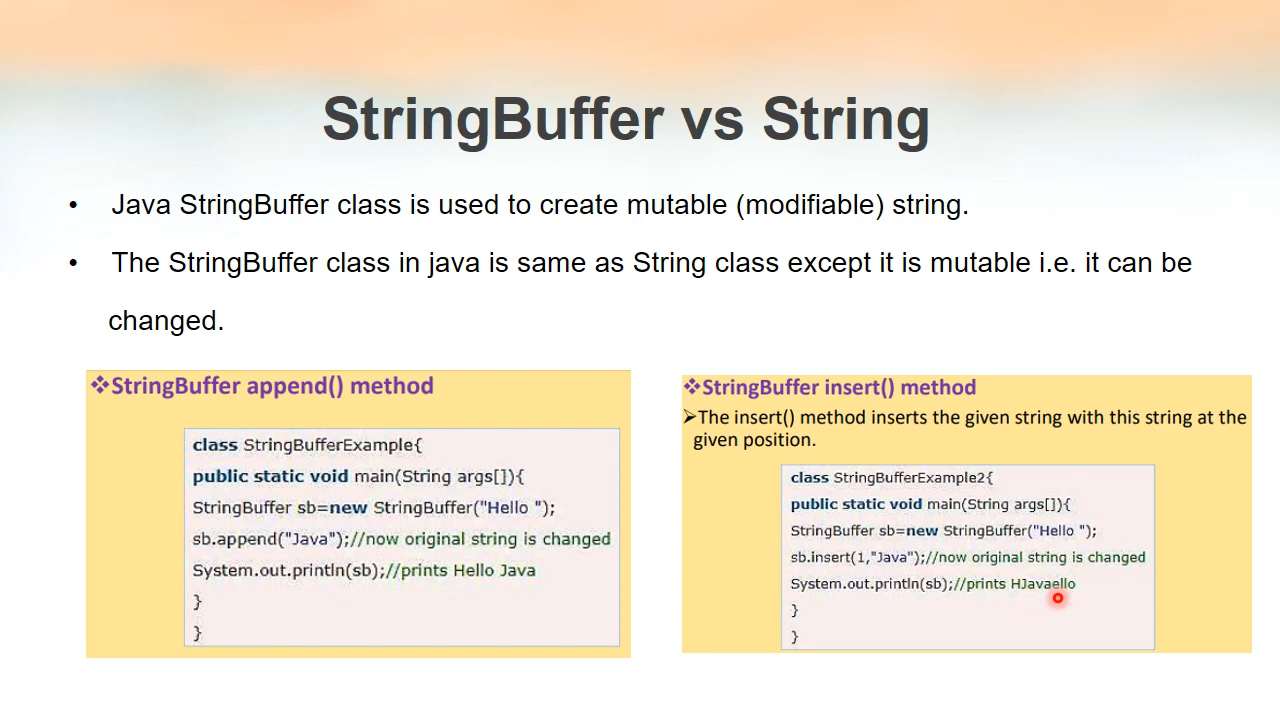 StringBuffer vs String
• Java StringBuffer class is used to create mutable (modifiable) string.
• The StringBuffer class in java is same as String class except it is mutable i.e. it can be
changed.
❖StringBuffer append() method
class StringBufferExample{
public static void main(String args[]){
StringBuffer sb=new StringBuffer("Hello ");
sb.append("Java");//now original string is changed
System.out.println(sb);//prints Hello Java
}
}
❖StringBuffer insert() method
➢The insert() method inserts the given string with this string at the
given position.
class StringBufferExample2{
public static void main(String args[]){
StringBuffer sb=new StringBuffer("Hello ");
sb.insert(1,"Java");//now original string is changed
System.out.println(sb);//prints HJavaello
}
}